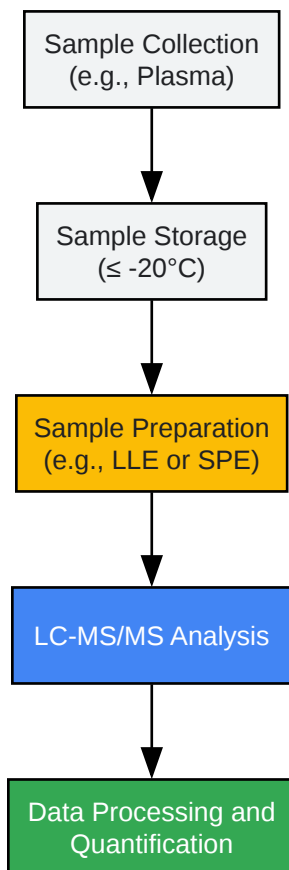 Sample Collection
(e.g., Plasma)
Sample Storage
(≤ -20°C)
Sample Preparation
(e.g., LLE or SPE)
LC-MS/MS Analysis
Data Processing and
Quantification